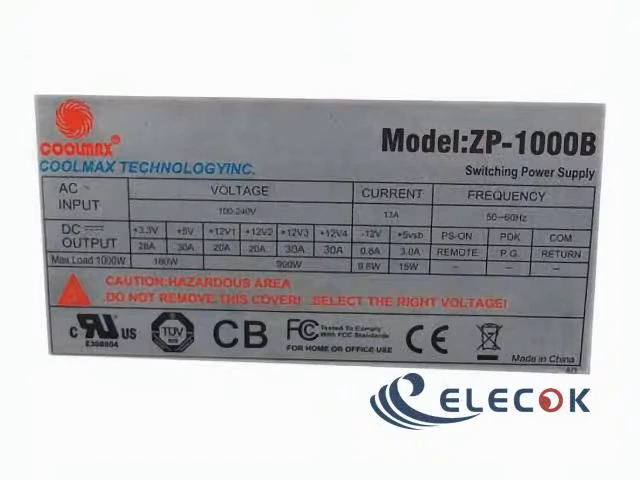 COOLMAX®
COOLMAX TECHNOLOGYINC.
Model:ZP-1000B
Switching Power Supply
AC INPUT VOLTAGE CURRENT FREQUENCY
100-240V 13A 50~60Hz
DC OUTPUT +3.3V +5V +12V1 +12V2 +12V3 +12V4 -12V +5vsb PS-ON POK COM
28A 30A 20A 20A 30A 30A 0.8A 3.0A REMOTE P.G. RETURN
Max Load 1000W 180W 900W 9.6W 15W – – –
CAUTION:HAZARDOUS AREA
DO NOT REMOVE THIS COVER! SELECT THE RIGHT VOLTAGE!
C RU US
E308804
TUV
CB
FC Tested To Comply
With FCC Standards
FOR HOME OR OFFICE USE
CE
Made in China
ELECOK